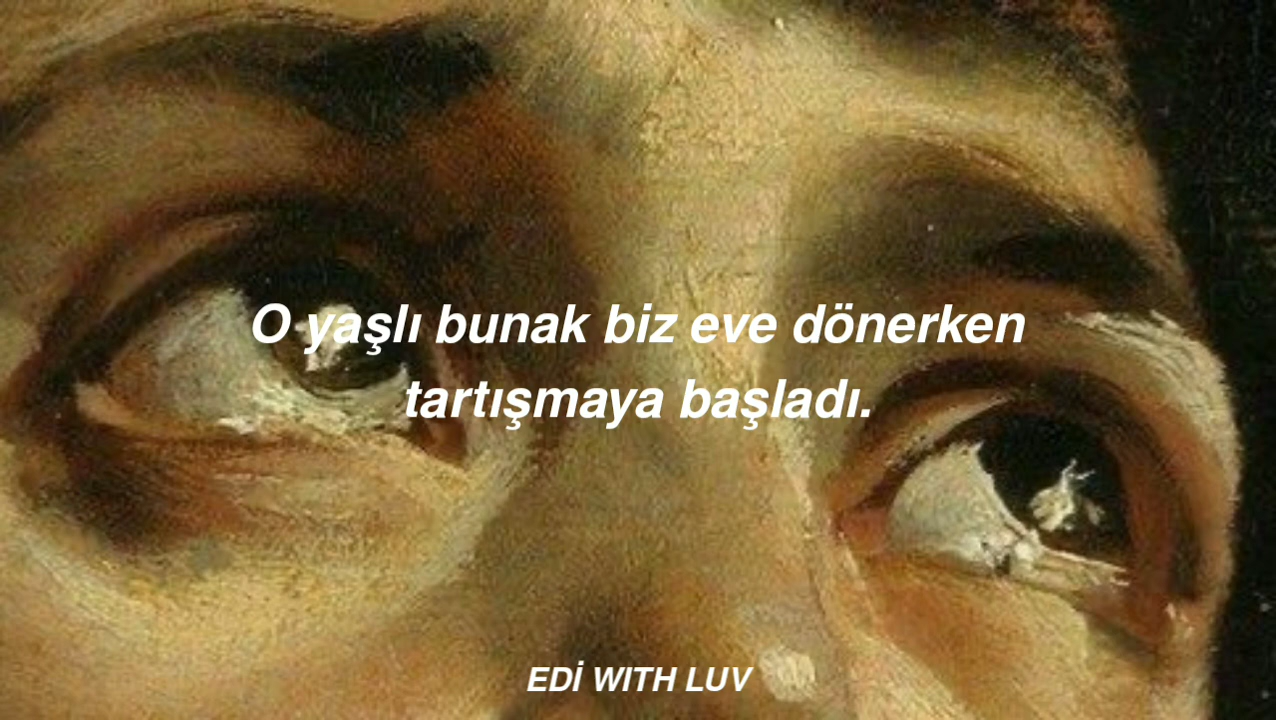 O yaşlı bunak biz eve dönerken
tartışmaya başladı.
EDİ WITH LUV